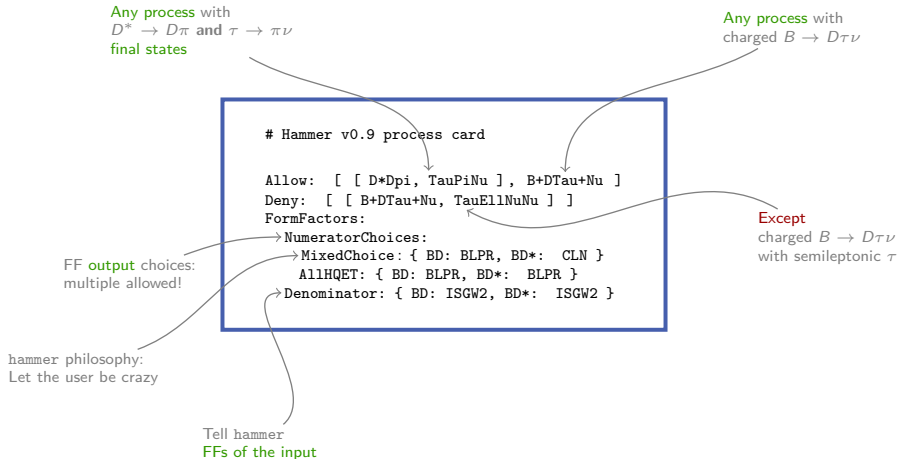 Any process with
D* → Dπ and τ → πν
final states
Any process with
charged B → Dτν
# Hammer v0.9 process card
Allow: [ [ D*Dpi, TauPiNu ], B+DTau+Nu ]
Deny: [ [ B+DTau+Nu, TauEllNuNu ] ]
FormFactors:
NumeratorChoices:
MixedChoice: { BD: BLPR, BD*: CLN }
AllHQET: { BD: BLPR, BD*: BLPR }
Denominator: { BD: ISGW2, BD*: ISGW2 }
Except
charged B → Dτν
with semileptonic τ
FF output choices:
multiple allowed!
hammer philosophy:
Let the user be crazy
Tell hammer
FFs of the input